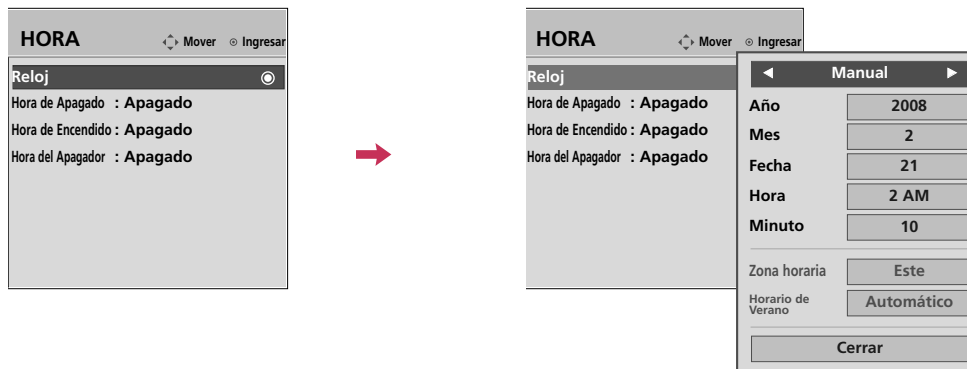 HORA
Mover
Ingresar
Reloj
Hora de Apagado : Apagado
Hora de Encendido : Apagado
Hora del Apagador : Apagado
HORA
Mover
Ingresar
Reloj
Hora de Apagado : Apagado
Hora de Encendido : Apagado
Hora del Apagador : Apagado
Manual
Año 2008
Mes 2
Fecha 21
Hora 2 AM
Minuto 10
Zona horaria Este
Horario de
Verano
Automático
Cerrar